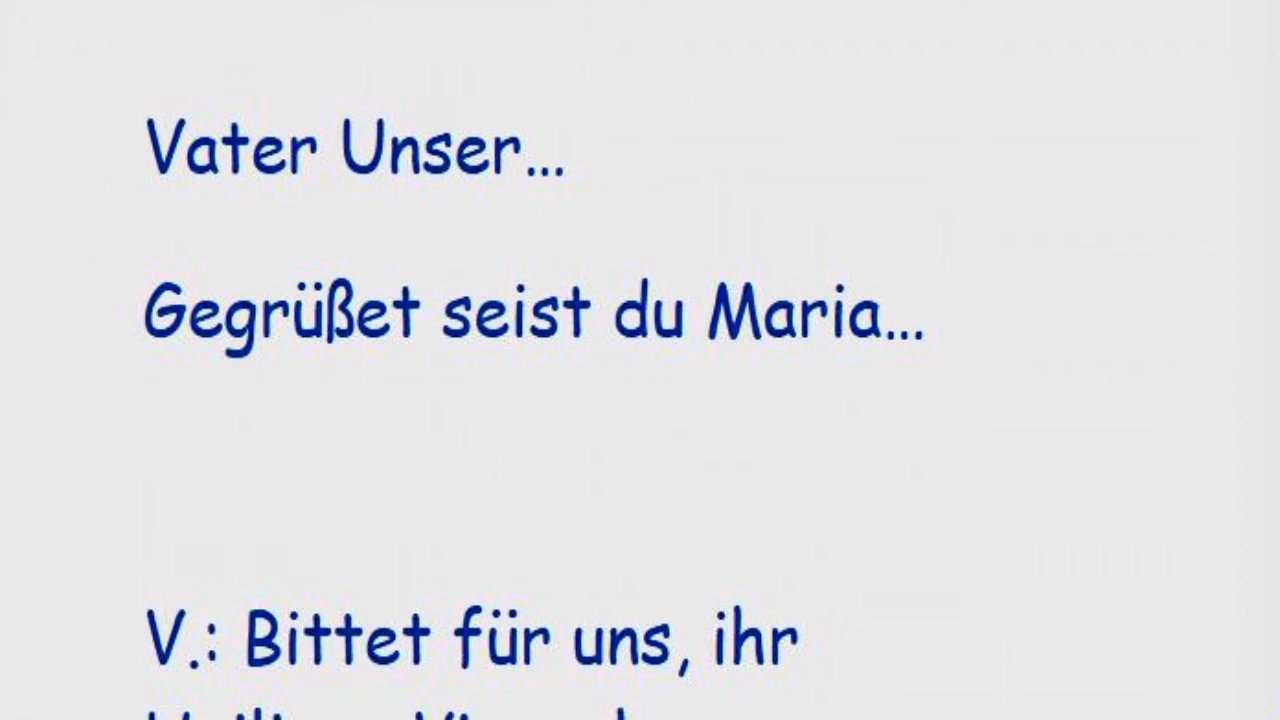 Vater Unser...
Gegrüßet seist du Maria...
V.: Bittet für uns, ihr